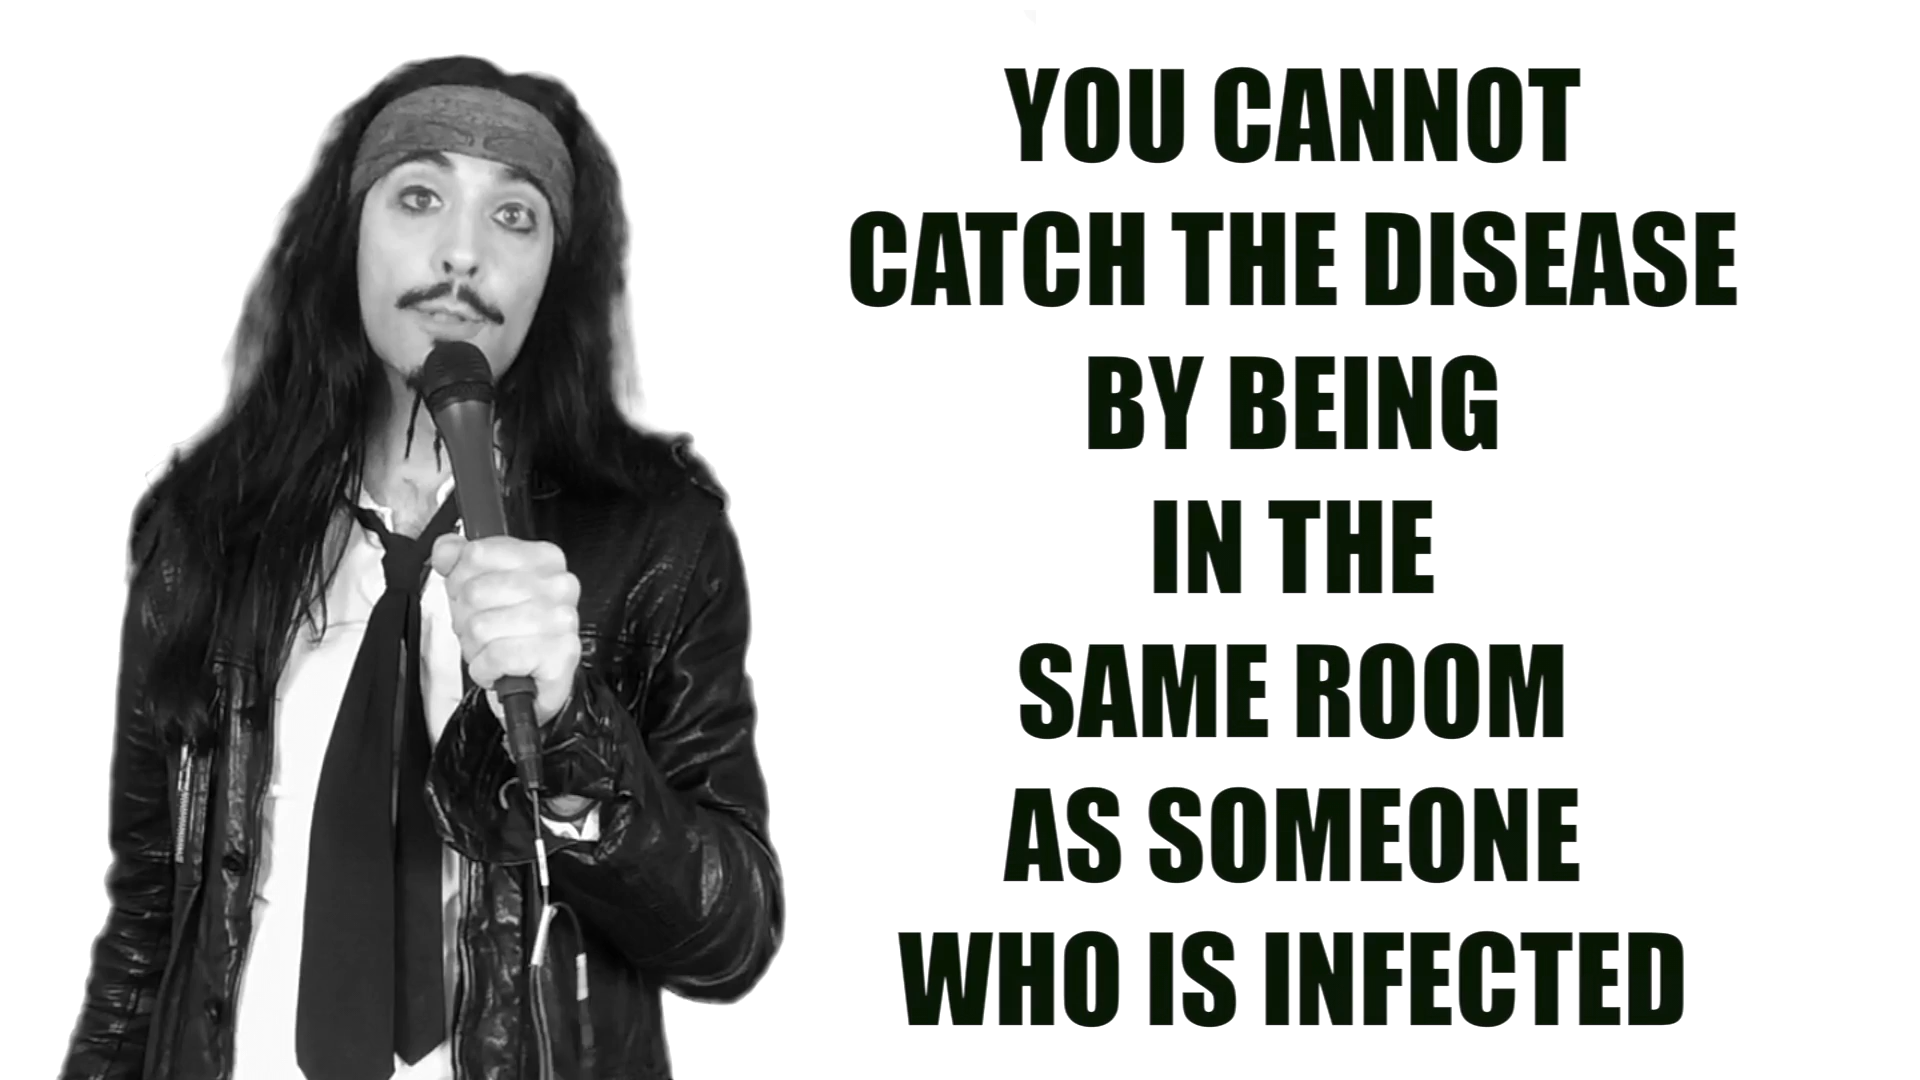 YOU CANNOT
CATCH THE DISEASE
BY BEING
IN THE
SAME ROOM
AS SOMEONE
WHO IS INFECTED